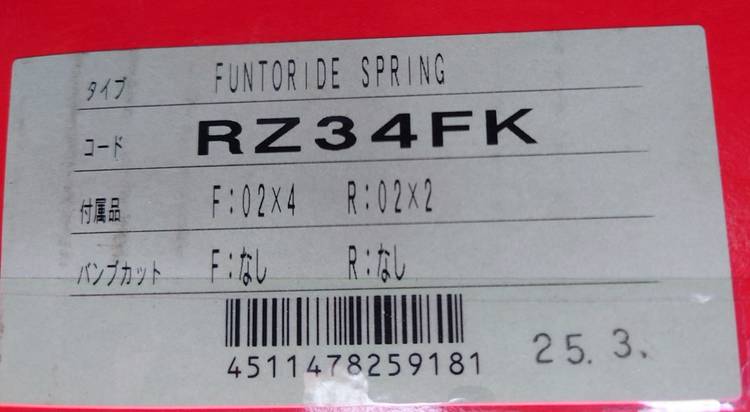 タイプ FUNTORIDE SPRING
コード RZ34FK
付属品 F:02×4 R:02×2
バンプカット F:なし R:なし
4511478259181 25.3.